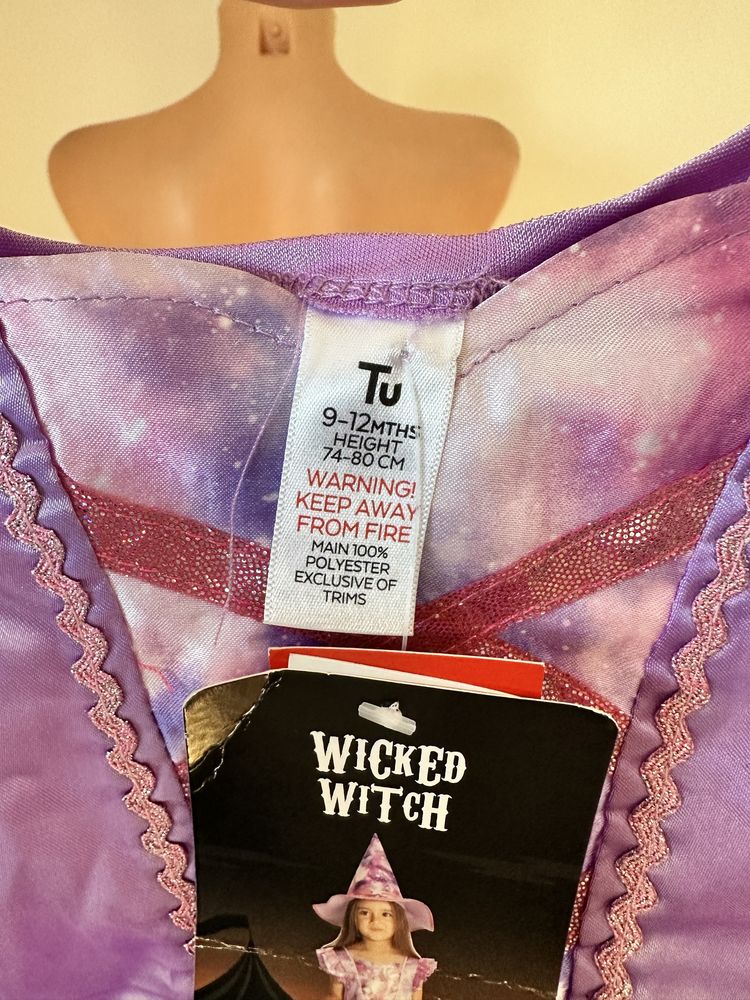 Tu
9-12MTHS
HEIGHT
74-80 CM
WARNING!
KEEP AWAY
FROM FIRE
MAIN 100%
POLYESTER
EXCLUSIVE OF
TRIMS
WICKED
WITCH